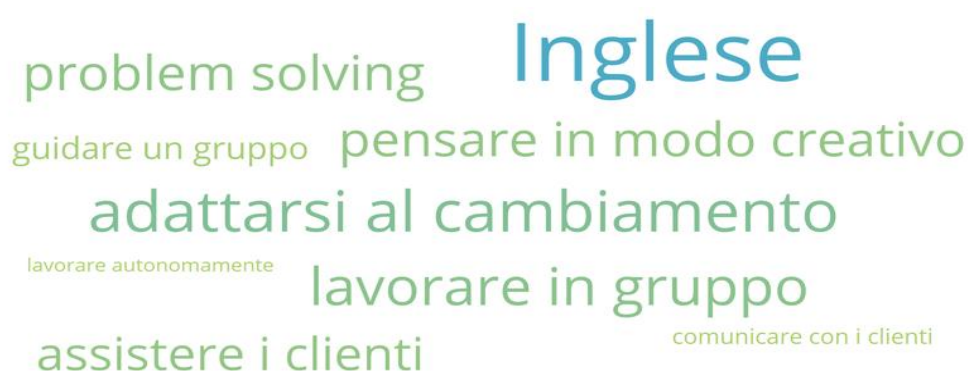 Inglese
problem solving
guidare un gruppo
pensare in modo creativo
adattarsi al cambiamento
lavorare autonomamente
lavorare in gruppo
assistere i clienti
comunicare con i clienti